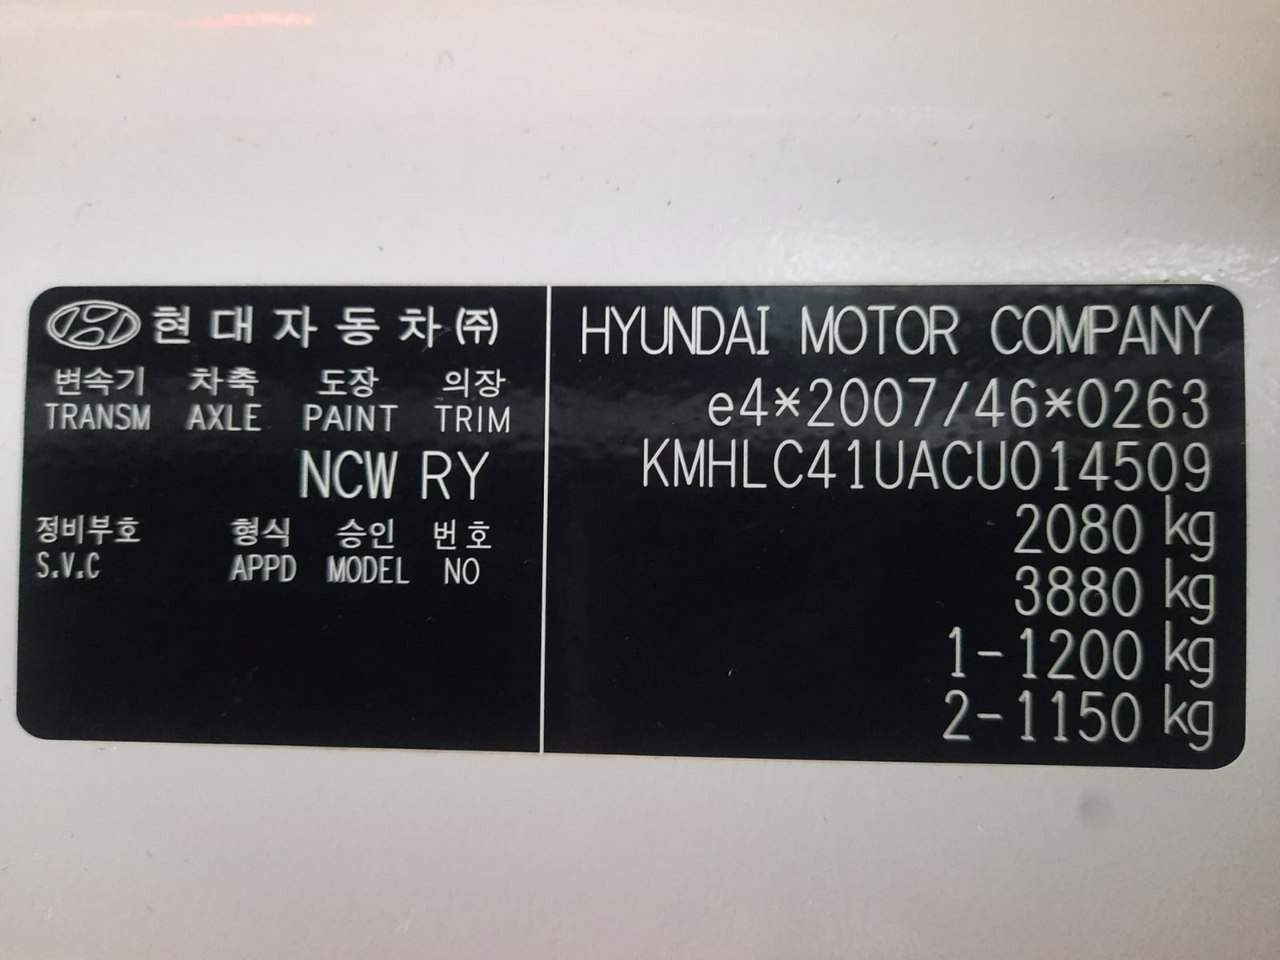 현대자동차㈜
변속기 차축 도장 의장
TRANSM AXLE PAINT TRIM
NCW RY
정비부호 형식 승인 번호
S.V.C APPD MODEL NO
HYUNDAI MOTOR COMPANY
e4*2007/46*0263
KMHLC41UACU014509
2080 kg
3880 kg
1-1200 kg
2-1150 kg